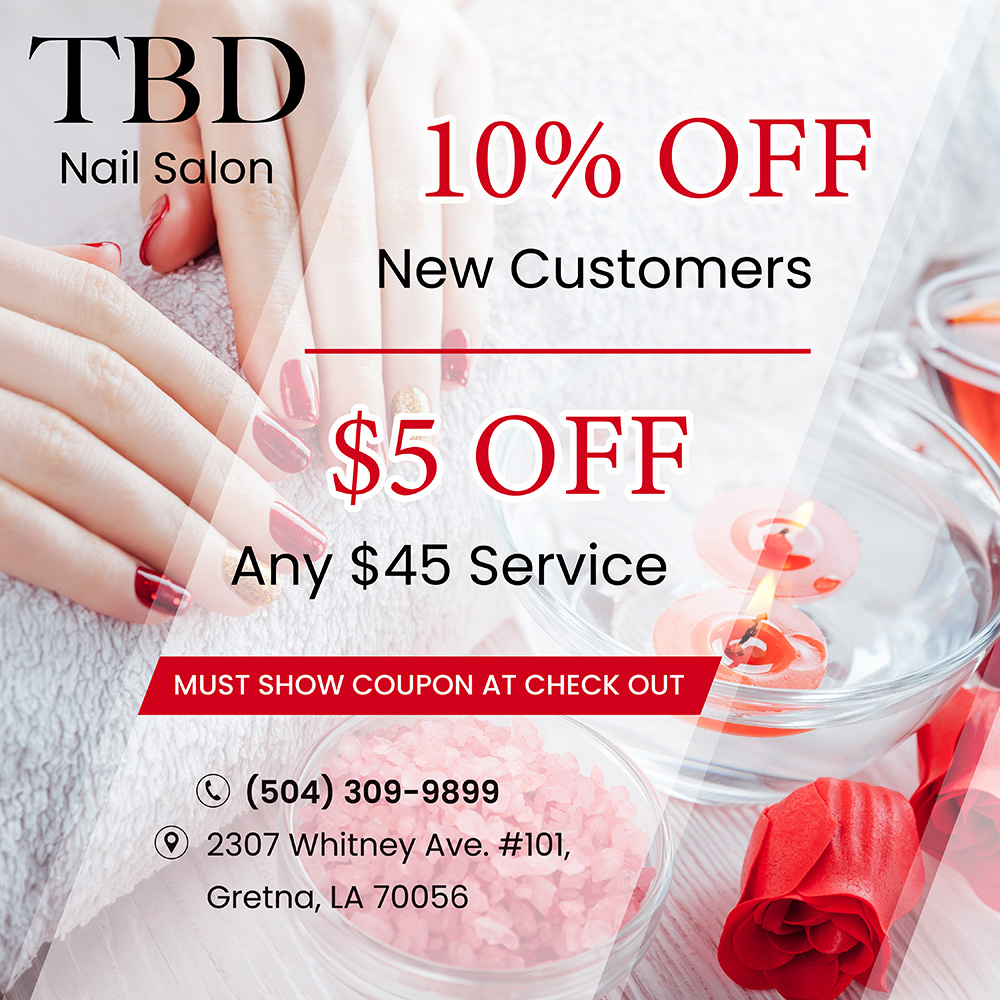 TBD
Nail Salon
10% OFF
New Customers
$5 OFF
Any $45 Service
MUST SHOW COUPON AT CHECK OUT
(504) 309-9899
2307 Whitney Ave. #101,
Gretna, LA 70056